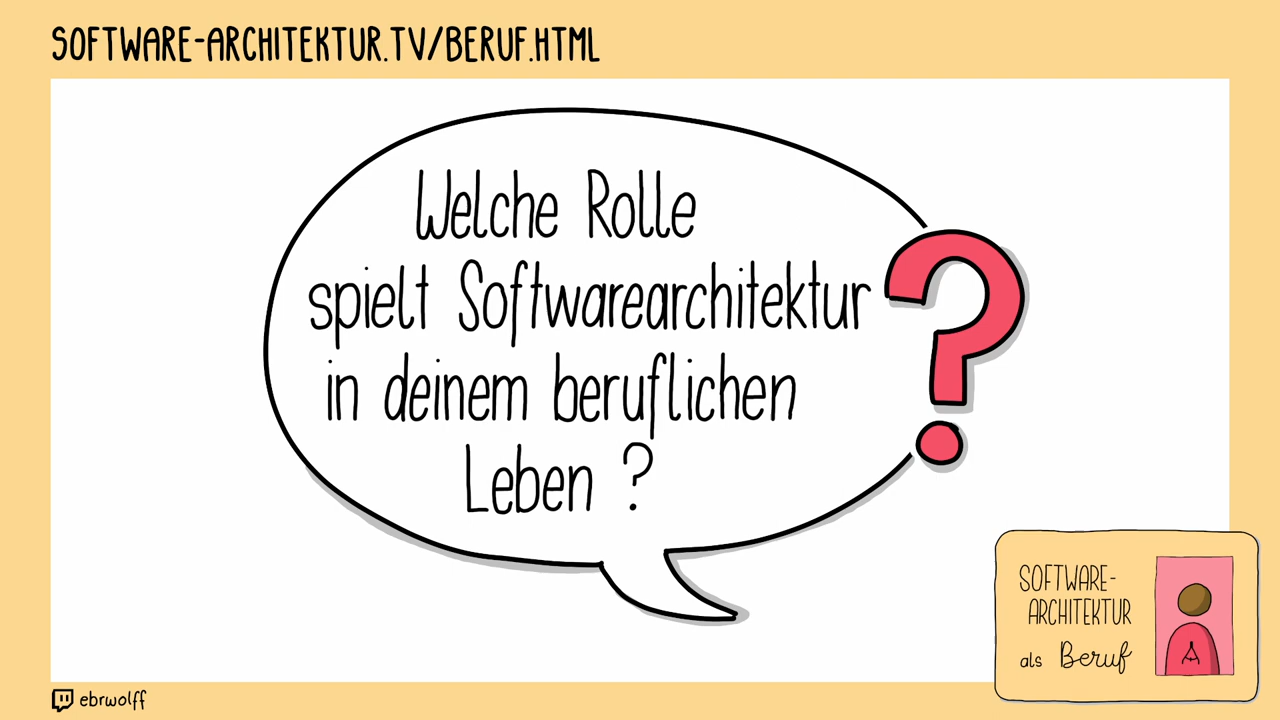 SOFTWARE-ARCHITEKTUR.TV/BERUF.HTML
Welche Rolle
spielt Softwarearchitektur
in deinem beruflichen
Leben ?
?
SOFTWARE-
ARCHITEKTUR
als Beruf
ebrwolff